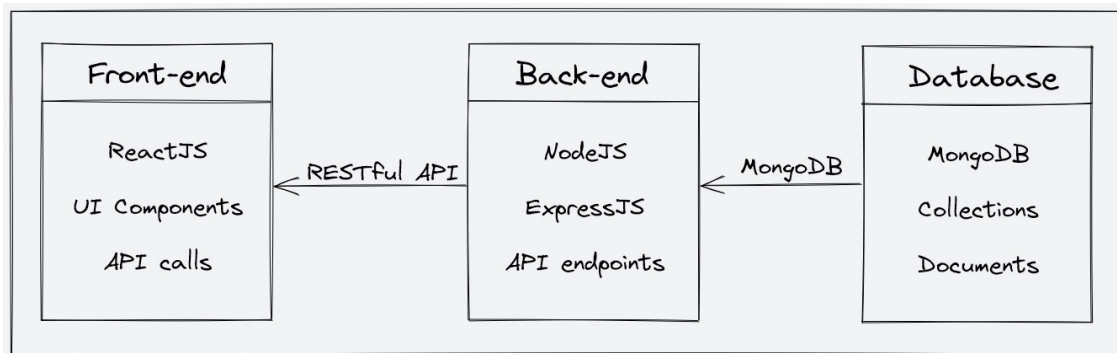 Front-end
ReactJS
UI Components
API calls
RESTful API
Back-end
NodeJS
ExpressJS
API endpoints
MongoDB
Database
MongoDB
Collections
Documents